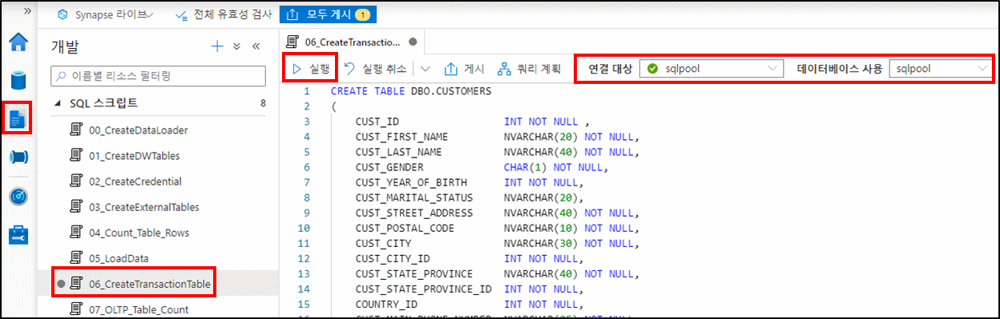 »
Synapse 라이브
전체 유효성 검사
모두 게시 1
개발
+
«
이름별 리소스 필터링
SQL 스크립트 8
00_CreateDataLoader
01_CreateDWTables
02_CreateCredential
03_CreateExternalTables
04_Count_Table_Rows
05_LoadData
06_CreateTransactionTable
07_OLTP_Table_Count
06_CreateTransactio...
실행
실행 취소
게시
쿼리 계획
연결 대상 sqlpool
데이터베이스 사용 sqlpool
1 CREATE TABLE DBO.CUSTOMERS
2 (
3 CUST_ID INT NOT NULL ,
4 CUST_FIRST_NAME NVARCHAR(20) NOT NULL,
5 CUST_LAST_NAME NVARCHAR(40) NOT NULL,
6 CUST_GENDER CHAR(1) NOT NULL,
7 CUST_YEAR_OF_BIRTH INT NOT NULL,
8 CUST_MARITAL_STATUS NVARCHAR(20),
9 CUST_STREET_ADDRESS NVARCHAR(40) NOT NULL,
10 CUST_POSTAL_CODE NVARCHAR(10) NOT NULL,
11 CUST_CITY NVARCHAR(30) NOT NULL,
12 CUST_CITY_ID INT NOT NULL,
13 CUST_STATE_PROVINCE NVARCHAR(40) NOT NULL,
14 CUST_STATE_PROVINCE_ID INT NOT NULL,
15 COUNTRY_ID INT NOT NULL,